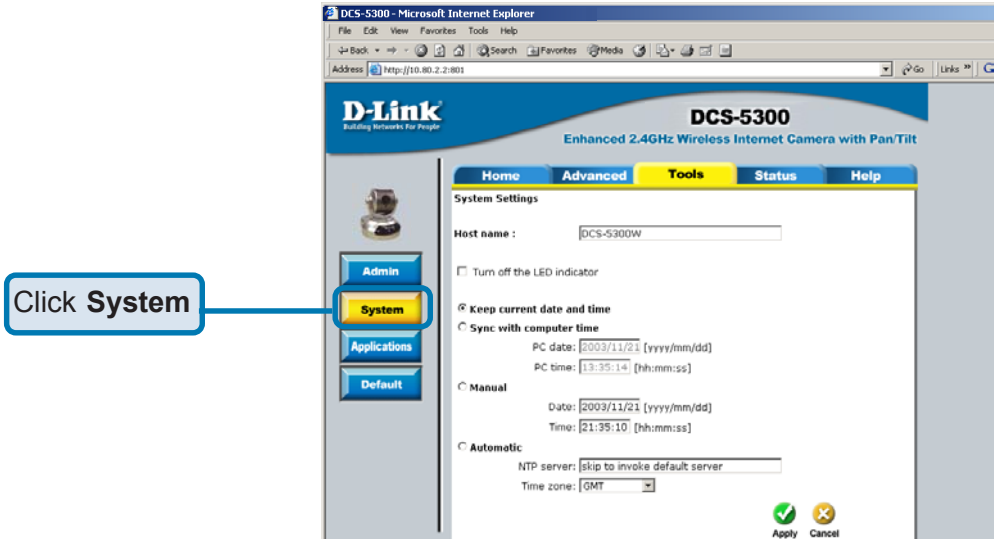 DCS-5300 - Microsoft Internet Explorer
File Edit View Favorites Tools Help
Back Search Favorites Media
Address http://10.80.2.2:801 Go Links »
D-Link
Building Networks For People
DCS-5300
Enhanced 2.4GHz Wireless Internet Camera with Pan/Tilt
Home Advanced Tools Status Help
System Settings
Host name : DCS-5300W
Admin
Turn off the LED indicator
Click System
System
Keep current date and time
Sync with computer time
Applications
PC date: 2003/11/21 [yyyy/mm/dd]
PC time: 13:35:14 [hh:mm:ss]
Default
Manual
Date: 2003/11/21 [yyyy/mm/dd]
Time: 21:35:10 [hh:mm:ss]
Automatic
NTP server: skip to invoke default server
Time zone: GMT
Apply Cancel